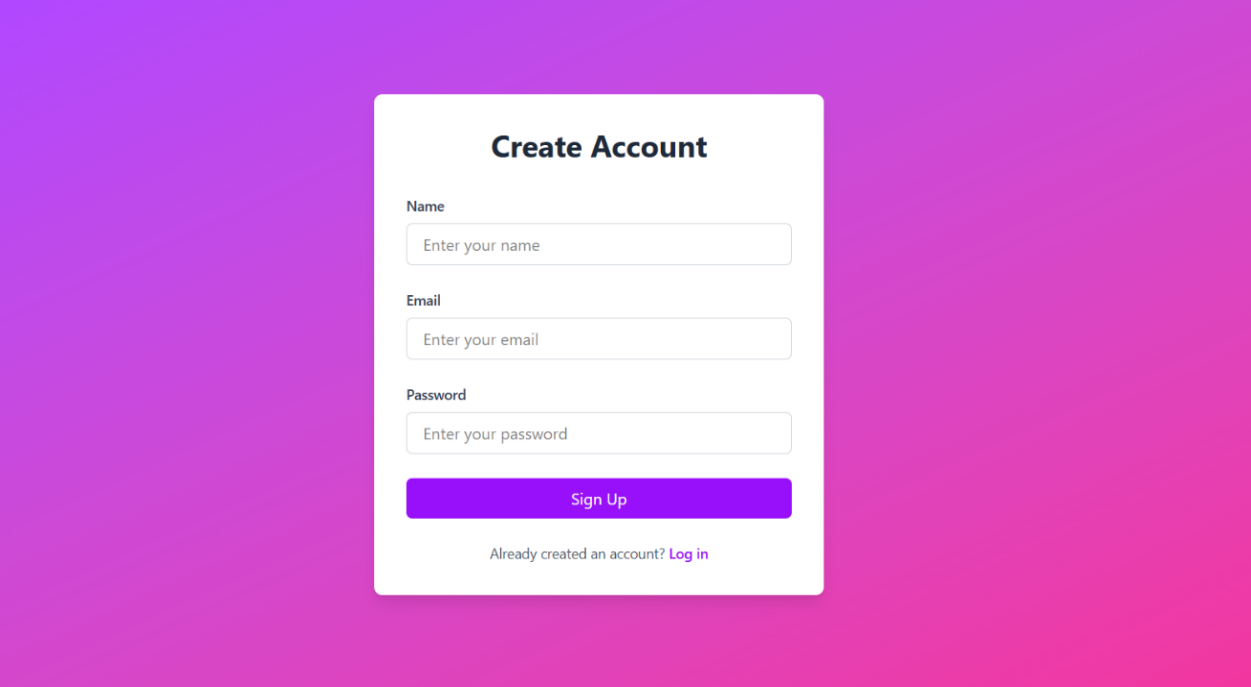 Create Account
Name
Enter your name
Email
Enter your email
Password
Enter your password
Sign Up
Already created an account? Log in